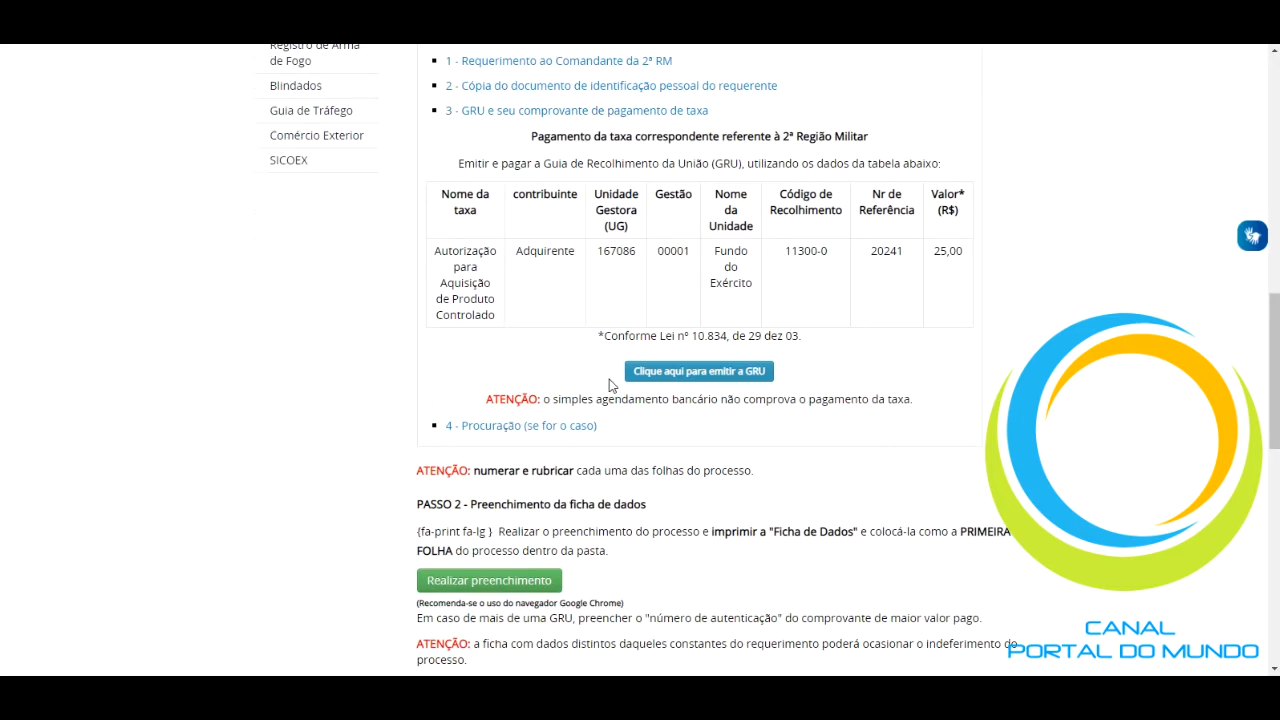 Registro de Arma
de Fogo
Blindados
Guia de Tráfego
Comércio Exterior
SICOEX
1 - Requerimento ao Comandante da 2ª RM
2 - Cópia do documento de identificação pessoal do requerente
3 - GRU e seu comprovante de pagamento de taxa
Pagamento da taxa correspondente referente à 2ª Região Militar
Emitir e pagar a Guia de Recolhimento da União (GRU), utilizando os dados da tabela abaixo:
Nome da taxa contribuinte Unidade Gestora (UG) Gestão Nome da Unidade Código de Recolhimento Nr de Referência Valor* (R$)
Autorização para Aquisição de Produto Controlado Adquirente 167086 00001 Fundo do Exército 11300-0 20241 25,00
*Conforme Lei nº 10.834, de 29 dez 03.
Clique aqui para emitir a GRU
ATENÇÃO: o simples agendamento bancário não comprova o pagamento da taxa.
4 - Procuração (se for o caso)
ATENÇÃO: numerar e rubricar cada uma das folhas do processo.
PASSO 2 - Preenchimento da ficha de dados
{fa-print fa-lg } Realizar o preenchimento do processo e imprimir a "Ficha de Dados" e colocá-la como a PRIMEIRA
FOLHA do processo dentro da pasta.
Realizar preenchimento
(Recomenda-se o uso do navegador Google Chrome)
Em caso de mais de uma GRU, preencher o "número de autenticação" do comprovante de maior valor pago.
ATENÇÃO: a ficha com dados distintos daqueles constantes do requerimento poderá ocasionar o indeferimento do
processo.
CANAL
PORTAL DO MUNDO